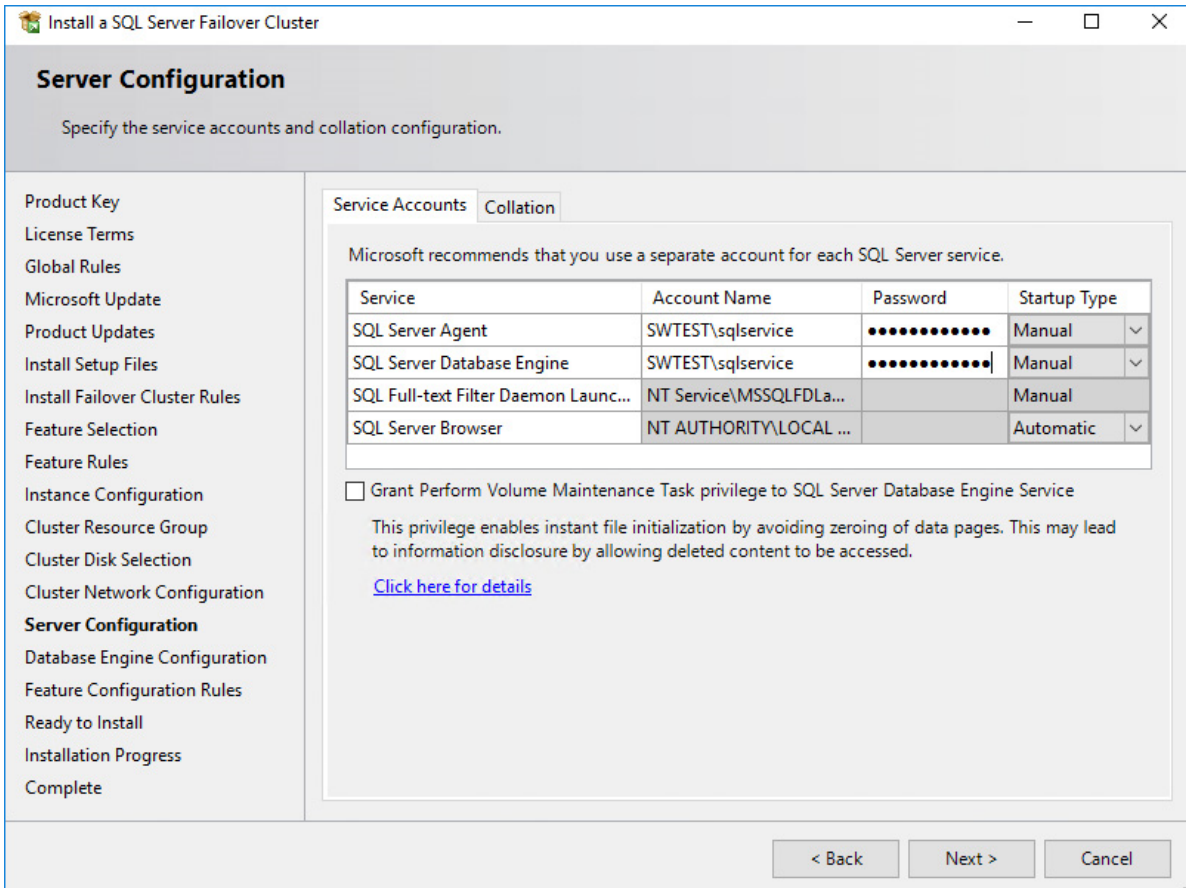 Install a SQL Server Failover Cluster
Server Configuration
Specify the service accounts and collation configuration.
Product Key
License Terms
Global Rules
Microsoft Update
Product Updates
Install Setup Files
Install Failover Cluster Rules
Feature Selection
Feature Rules
Instance Configuration
Cluster Resource Group
Cluster Disk Selection
Cluster Network Configuration
Server Configuration
Database Engine Configuration
Feature Configuration Rules
Ready to Install
Installation Progress
Complete
Service Accounts Collation
Microsoft recommends that you use a separate account for each SQL Server service.
Service Account Name Password Startup Type
SQL Server Agent SWTEST\sqlservice ●●●●●●●●●●●● Manual
SQL Server Database Engine SWTEST\sqlservice ●●●●●●●●●●●● Manual
SQL Full-text Filter Daemon Launc... NT Service\MSSQLFDLa... Manual
SQL Server Browser NT AUTHORITY\LOCAL ... Automatic
Grant Perform Volume Maintenance Task privilege to SQL Server Database Engine Service
This privilege enables instant file initialization by avoiding zeroing of data pages. This may lead
to information disclosure by allowing deleted content to be accessed.
Click here for details
< Back Next > Cancel